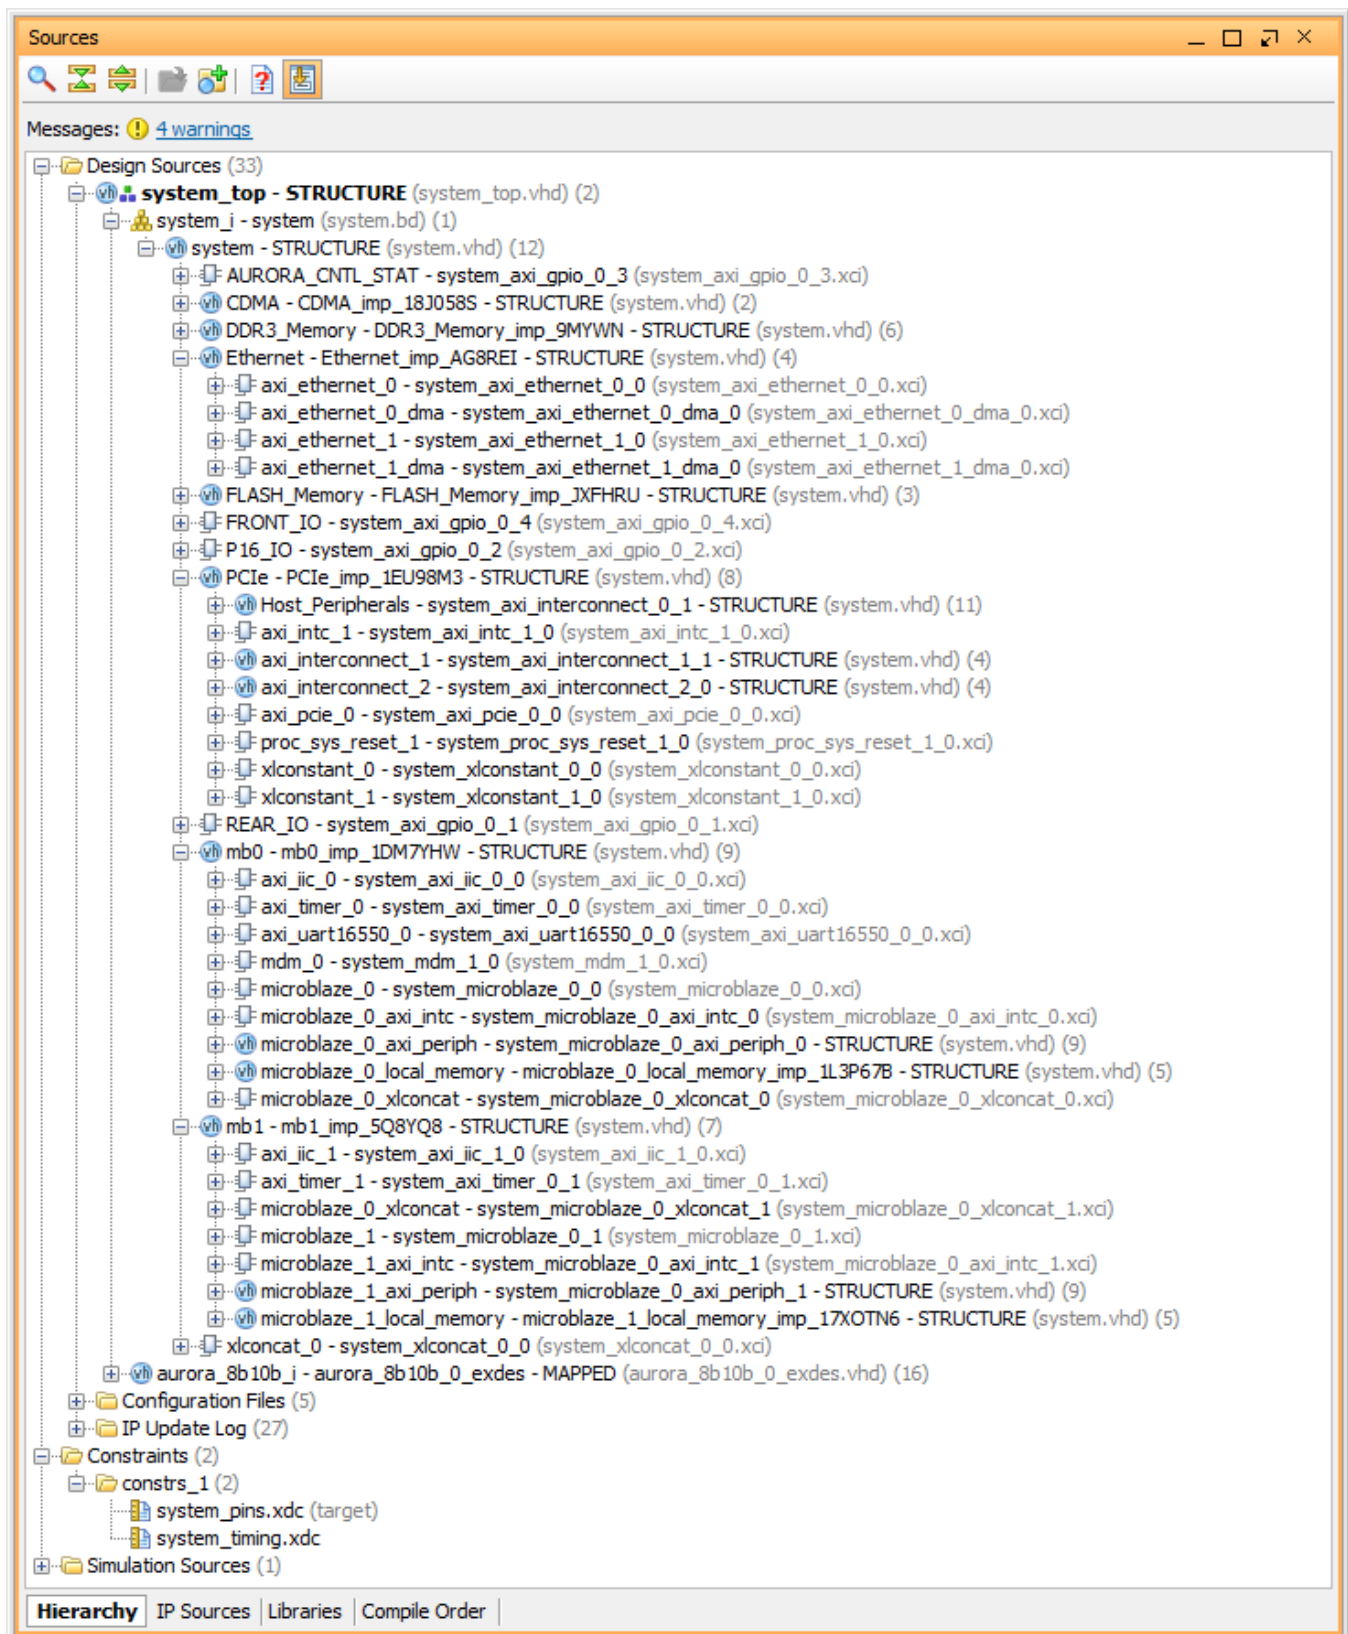 Sources
Messages: 4 warnings
Design Sources (33)
system_top - STRUCTURE (system_top.vhd) (2)
system_i - system (system.bd) (1)
system - STRUCTURE (system.vhd) (12)
AURORA_CNTL_STAT - system_axi_gpio_0_3 (system_axi_gpio_0_3.xci)
CDMA - CDMA_imp_18J058S - STRUCTURE (system.vhd) (2)
DDR3_Memory - DDR3_Memory_imp_9MYWN - STRUCTURE (system.vhd) (6)
Ethernet - Ethernet_imp_AG8REI - STRUCTURE (system.vhd) (4)
axi_ethernet_0 - system_axi_ethernet_0_0 (system_axi_ethernet_0_0.xci)
axi_ethernet_0_dma - system_axi_ethernet_0_dma_0 (system_axi_ethernet_0_dma_0.xci)
axi_ethernet_1 - system_axi_ethernet_1_0 (system_axi_ethernet_1_0.xci)
axi_ethernet_1_dma - system_axi_ethernet_1_dma_0 (system_axi_ethernet_1_dma_0.xci)
FLASH_Memory - FLASH_Memory_imp_JXFHRU - STRUCTURE (system.vhd) (3)
FRONT_IO - system_axi_gpio_0_4 (system_axi_gpio_0_4.xci)
P16_IO - system_axi_gpio_0_2 (system_axi_gpio_0_2.xci)
PCIe - PCIe_imp_1EU98M3 - STRUCTURE (system.vhd) (8)
Host_Peripherals - system_axi_interconnect_0_1 - STRUCTURE (system.vhd) (11)
axi_intc_1 - system_axi_intc_1_0 (system_axi_intc_1_0.xci)
axi_interconnect_1 - system_axi_interconnect_1_1 - STRUCTURE (system.vhd) (4)
axi_interconnect_2 - system_axi_interconnect_2_0 - STRUCTURE (system.vhd) (4)
axi_pcie_0 - system_axi_pcie_0_0 (system_axi_pcie_0_0.xci)
proc_sys_reset_1 - system_proc_sys_reset_1_0 (system_proc_sys_reset_1_0.xci)
xlconstant_0 - system_xlconstant_0_0 (system_xlconstant_0_0.xci)
xlconstant_1 - system_xlconstant_1_0 (system_xlconstant_1_0.xci)
REAR_IO - system_axi_gpio_0_1 (system_axi_gpio_0_1.xci)
mb0 - mb0_imp_1DM7YHW - STRUCTURE (system.vhd) (9)
axi_iic_0 - system_axi_iic_0_0 (system_axi_iic_0_0.xci)
axi_timer_0 - system_axi_timer_0_0 (system_axi_timer_0_0.xci)
axi_uart16550_0 - system_axi_uart16550_0_0 (system_axi_uart16550_0_0.xci)
mdm_0 - system_mdm_1_0 (system_mdm_1_0.xci)
microblaze_0 - system_microblaze_0_0 (system_microblaze_0_0.xci)
microblaze_0_axi_intc - system_microblaze_0_axi_intc_0 (system_microblaze_0_axi_intc_0.xci)
microblaze_0_axi_periph - system_microblaze_0_axi_periph_0 - STRUCTURE (system.vhd) (9)
microblaze_0_local_memory - microblaze_0_local_memory_imp_1L3P67B - STRUCTURE (system.vhd) (5)
microblaze_0_xlconcat - system_microblaze_0_xlconcat_0 (system_microblaze_0_xlconcat_0.xci)
mb1 - mb1_imp_5Q8YQ8 - STRUCTURE (system.vhd) (7)
axi_iic_1 - system_axi_iic_1_0 (system_axi_iic_1_0.xci)
axi_timer_1 - system_axi_timer_0_1 (system_axi_timer_0_1.xci)
microblaze_0_xlconcat - system_microblaze_0_xlconcat_1 (system_microblaze_0_xlconcat_1.xci)
microblaze_1 - system_microblaze_0_1 (system_microblaze_0_1.xci)
microblaze_1_axi_intc - system_microblaze_0_axi_intc_1 (system_microblaze_0_axi_intc_1.xci)
microblaze_1_axi_periph - system_microblaze_0_axi_periph_1 - STRUCTURE (system.vhd) (9)
microblaze_1_local_memory - microblaze_1_local_memory_imp_17XOTN6 - STRUCTURE (system.vhd) (5)
xlconcat_0 - system_xlconcat_0_0 (system_xlconcat_0_0.xci)
aurora_8b10b_i - aurora_8b10b_0_exdes - MAPPED (aurora_8b10b_0_exdes.vhd) (16)
Configuration Files (5)
IP Update Log (27)
Constraints (2)
constrs_1 (2)
system_pins.xdc (target)
system_timing.xdc
Simulation Sources (1)
Hierarchy IP Sources Libraries Compile Order